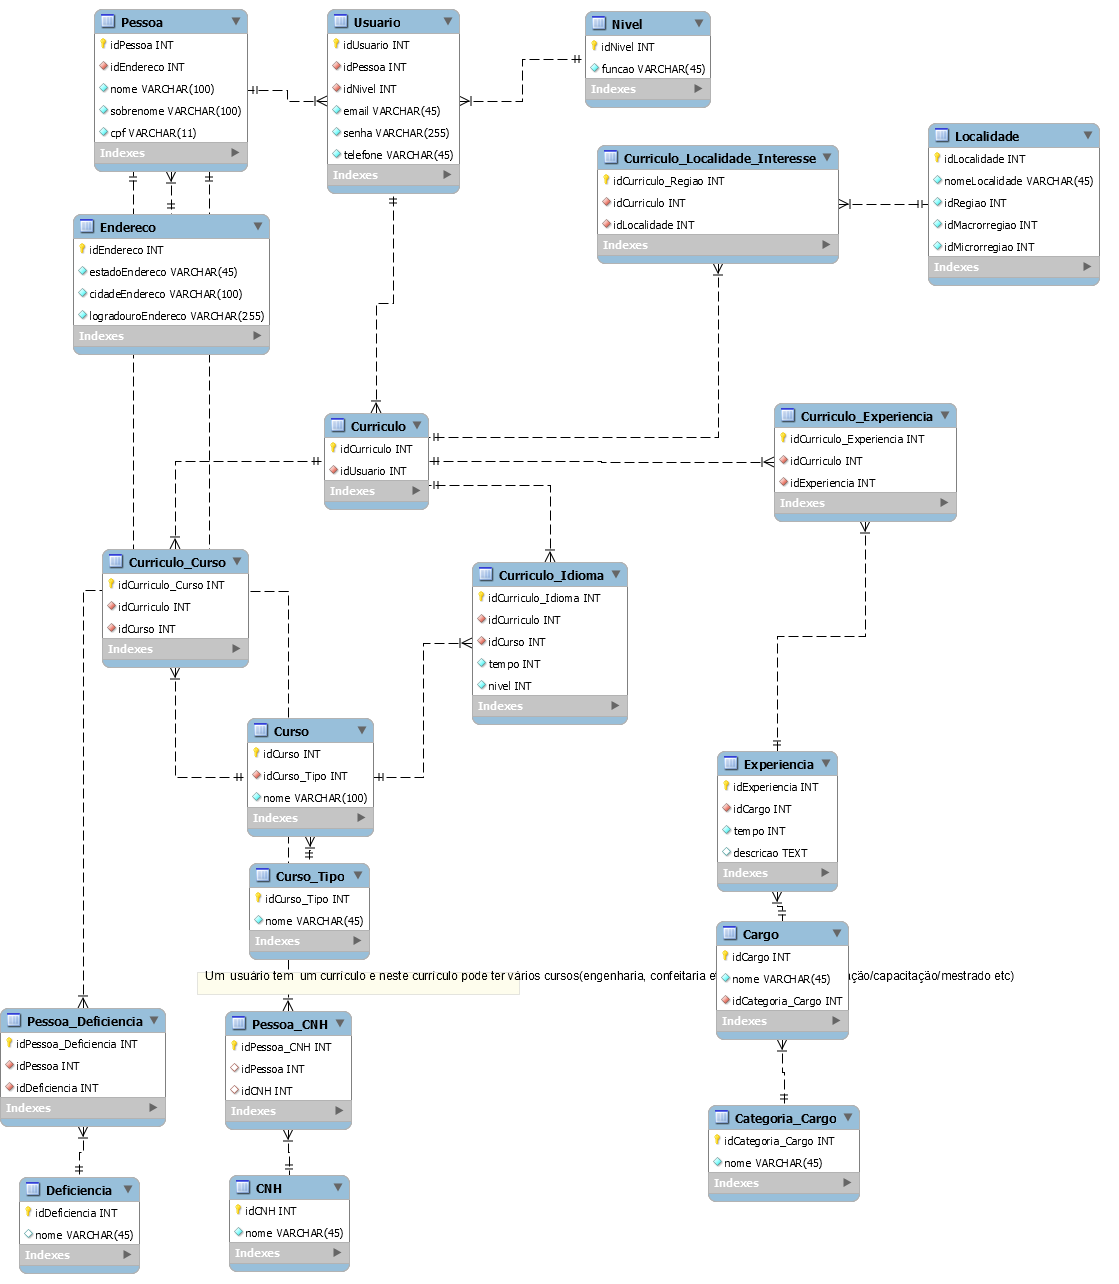 Pessoa
idPessoa INT
idEndereco INT
nome VARCHAR(100)
sobrenome VARCHAR(100)
cpf VARCHAR(11)
Indexes
Usuario
idUsuario INT
idPessoa INT
idNivel INT
email VARCHAR(45)
senha VARCHAR(255)
telefone VARCHAR(45)
Indexes
Nivel
idNivel INT
funcao VARCHAR(45)
Indexes
Curriculo_Localidade_Interesse
idCurriculo_Regiao INT
idCurriculo INT
idLocalidade INT
Indexes
Localidade
idLocalidade INT
nomeLocalidade VARCHAR(45)
idRegiao INT
idMacrorregiao INT
idMicrorregiao INT
Indexes
Endereco
idEndereco INT
estadoEndereco VARCHAR(45)
cidadeEndereco VARCHAR(100)
logradouroEndereco VARCHAR(255)
Indexes
Curriculo
idCurriculo INT
idUsuario INT
Indexes
Curriculo_Experiencia
idCurriculo_Experiencia INT
idCurriculo INT
idExperiencia INT
Indexes
Curriculo_Curso
idCurriculo_Curso INT
idCurriculo INT
idCurso INT
Indexes
Curriculo_Idioma
idCurriculo_Idioma INT
idCurriculo INT
idCurso INT
tempo INT
nivel INT
Indexes
Curso
idCurso INT
idCurso_Tipo INT
nome VARCHAR(100)
Indexes
Experiencia
idExperiencia INT
idCargo INT
tempo INT
descricao TEXT
Indexes
Curso_Tipo
idCurso_Tipo INT
nome VARCHAR(45)
Indexes
Cargo
idCargo INT
nome VARCHAR(45)
idCategoria_Cargo INT
Indexes
Um usuário tem um currículo e neste currículo pode ter vários cursos(engenharia, confeitaria e ção/capacitação/mestrado etc)
Pessoa_Deficiencia
idPessoa_Deficiencia INT
idPessoa INT
idDeficiencia INT
Indexes
Pessoa_CNH
idPessoa_CNH INT
idPessoa INT
idCNH INT
Indexes
Categoria_Cargo
idCategoria_Cargo INT
nome VARCHAR(45)
Indexes
Deficiencia
idDeficiencia INT
nome VARCHAR(45)
Indexes
CNH
idCNH INT
nome VARCHAR(45)
Indexes